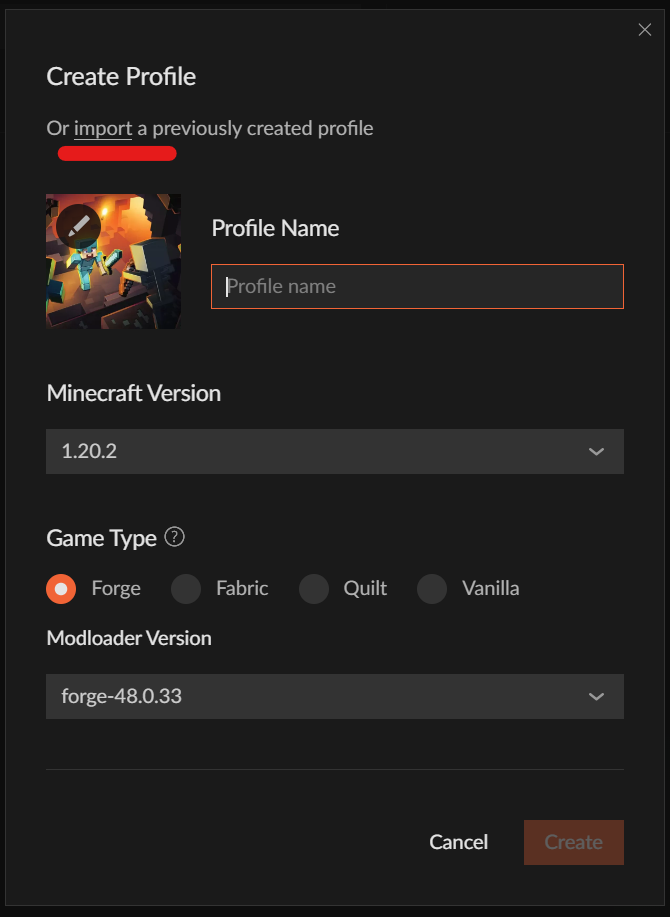 Create Profile
Or import a previously created profile
Profile Name
Profile name
Minecraft Version
1.20.2
Game Type ?
Forge Fabric Quilt Vanilla
Modloader Version
forge-48.0.33
Cancel Create